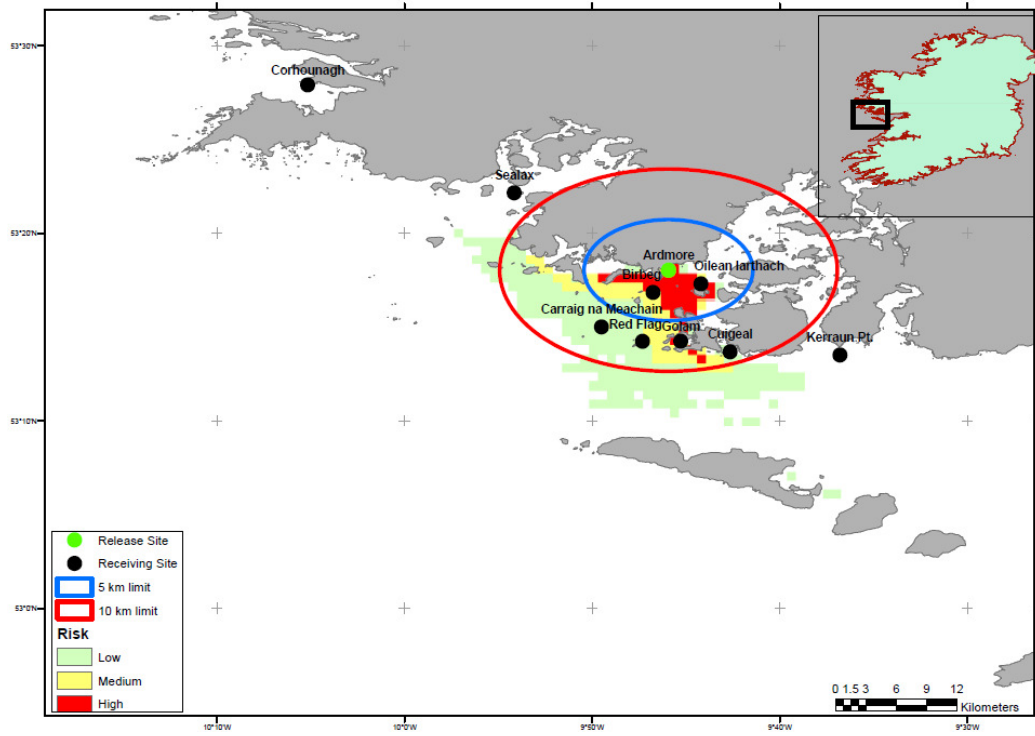 53°30'N
Corhounagh
Sealax
53°20'N
Ardmore
Oilean Iarthach
Birbeg
Carraig na Meachain
Red Flag
Golam
Cuigeal
Kerraun Pt.
53°10'N
53°0'N
Release Site
Receiving Site
5 km limit
10 km limit
Risk
Low
Medium
High
0 1.5 3 6 9 12
Kilometers
10°10'W 10°0'W 9°50'W 9°40'W 9°30'W